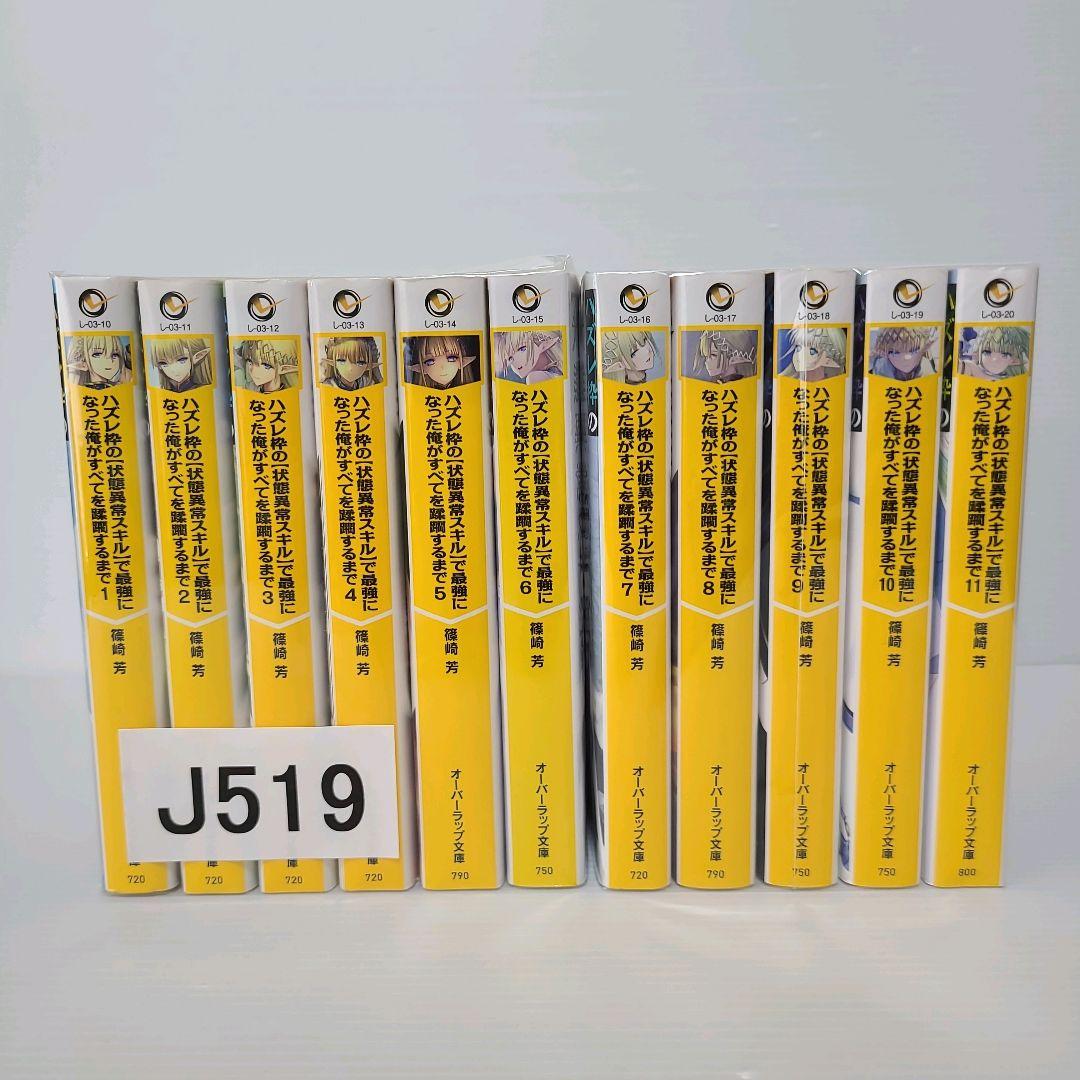 し-03-10
ハズレ枠の【状態異常スキル】で最強に
なった俺がすべてを蹂躙するまで 1
篠崎 芳
庫
720
し-03-11
ハズレ枠の【状態異常スキル】で最強に
なった俺がすべてを蹂躙するまで 2
篠崎 芳
庫
720
し-03-12
ハズレ枠の【状態異常スキル】で最強に
なった俺がすべてを蹂躙するまで 3
篠崎 芳
庫
720
し-03-13
ハズレ枠の【状態異常スキル】で最強に
なった俺がすべてを蹂躙するまで 4
篠崎 芳
庫
720
し-03-14
ハズレ枠の【状態異常スキル】で最強に
なった俺がすべてを蹂躙するまで 5
篠崎 芳
オーバーラップ文庫
790
し-03-15
ハズレ枠の【状態異常スキル】で最強に
なった俺がすべてを蹂躙するまで 6
篠崎 芳
オーバーラップ文庫
750
し-03-16
ハズレ枠の【状態異常スキル】で最強に
なった俺がすべてを蹂躙するまで 7
篠崎 芳
オーバーラップ文庫
720
し-03-17
ハズレ枠の【状態異常スキル】で最強に
なった俺がすべてを蹂躙するまで 8
篠崎 芳
オーバーラップ文庫
790
し-03-18
ハズレ枠の【状態異常スキル】で最強に
なった俺がすべてを蹂躙するまで 9
篠崎 芳
オーバーラップ文庫
750
し-03-19
ハズレ枠の【状態異常スキル】で最強に
なった俺がすべてを蹂躙するまで 10
篠崎 芳
オーバーラップ文庫
750
し-03-20
ハズレ枠の【状態異常スキル】で最強に
なった俺がすべてを蹂躙するまで 11
篠崎 芳
オーバーラップ文庫
800
J519